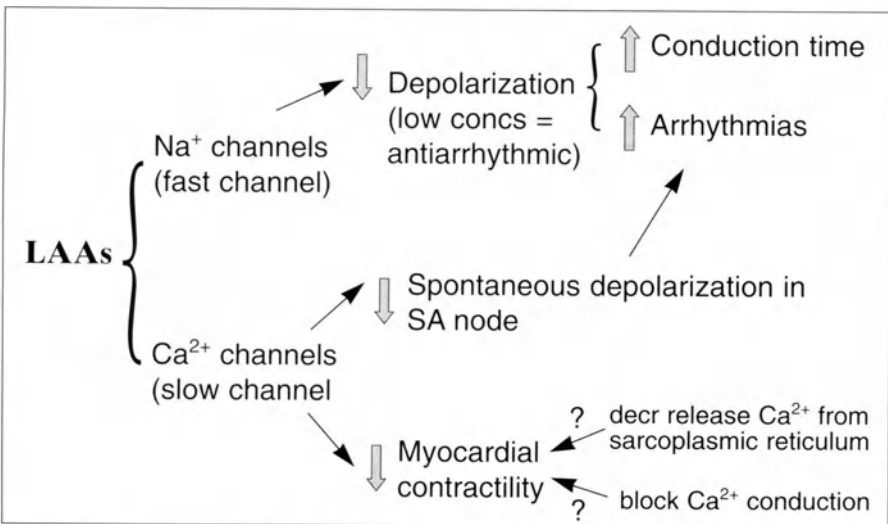 Conduction time
Depolarization
(low concs =
antiarrhythmic)
Arrhythmias
Na⁺ channels
(fast channel)
LAAs
Spontaneous depolarization in
SA node
Ca²⁺ channels
(slow channel
Myocardial
contractility
? decr release Ca²⁺ from
sarcoplasmic reticulum
? block Ca²⁺ conduction